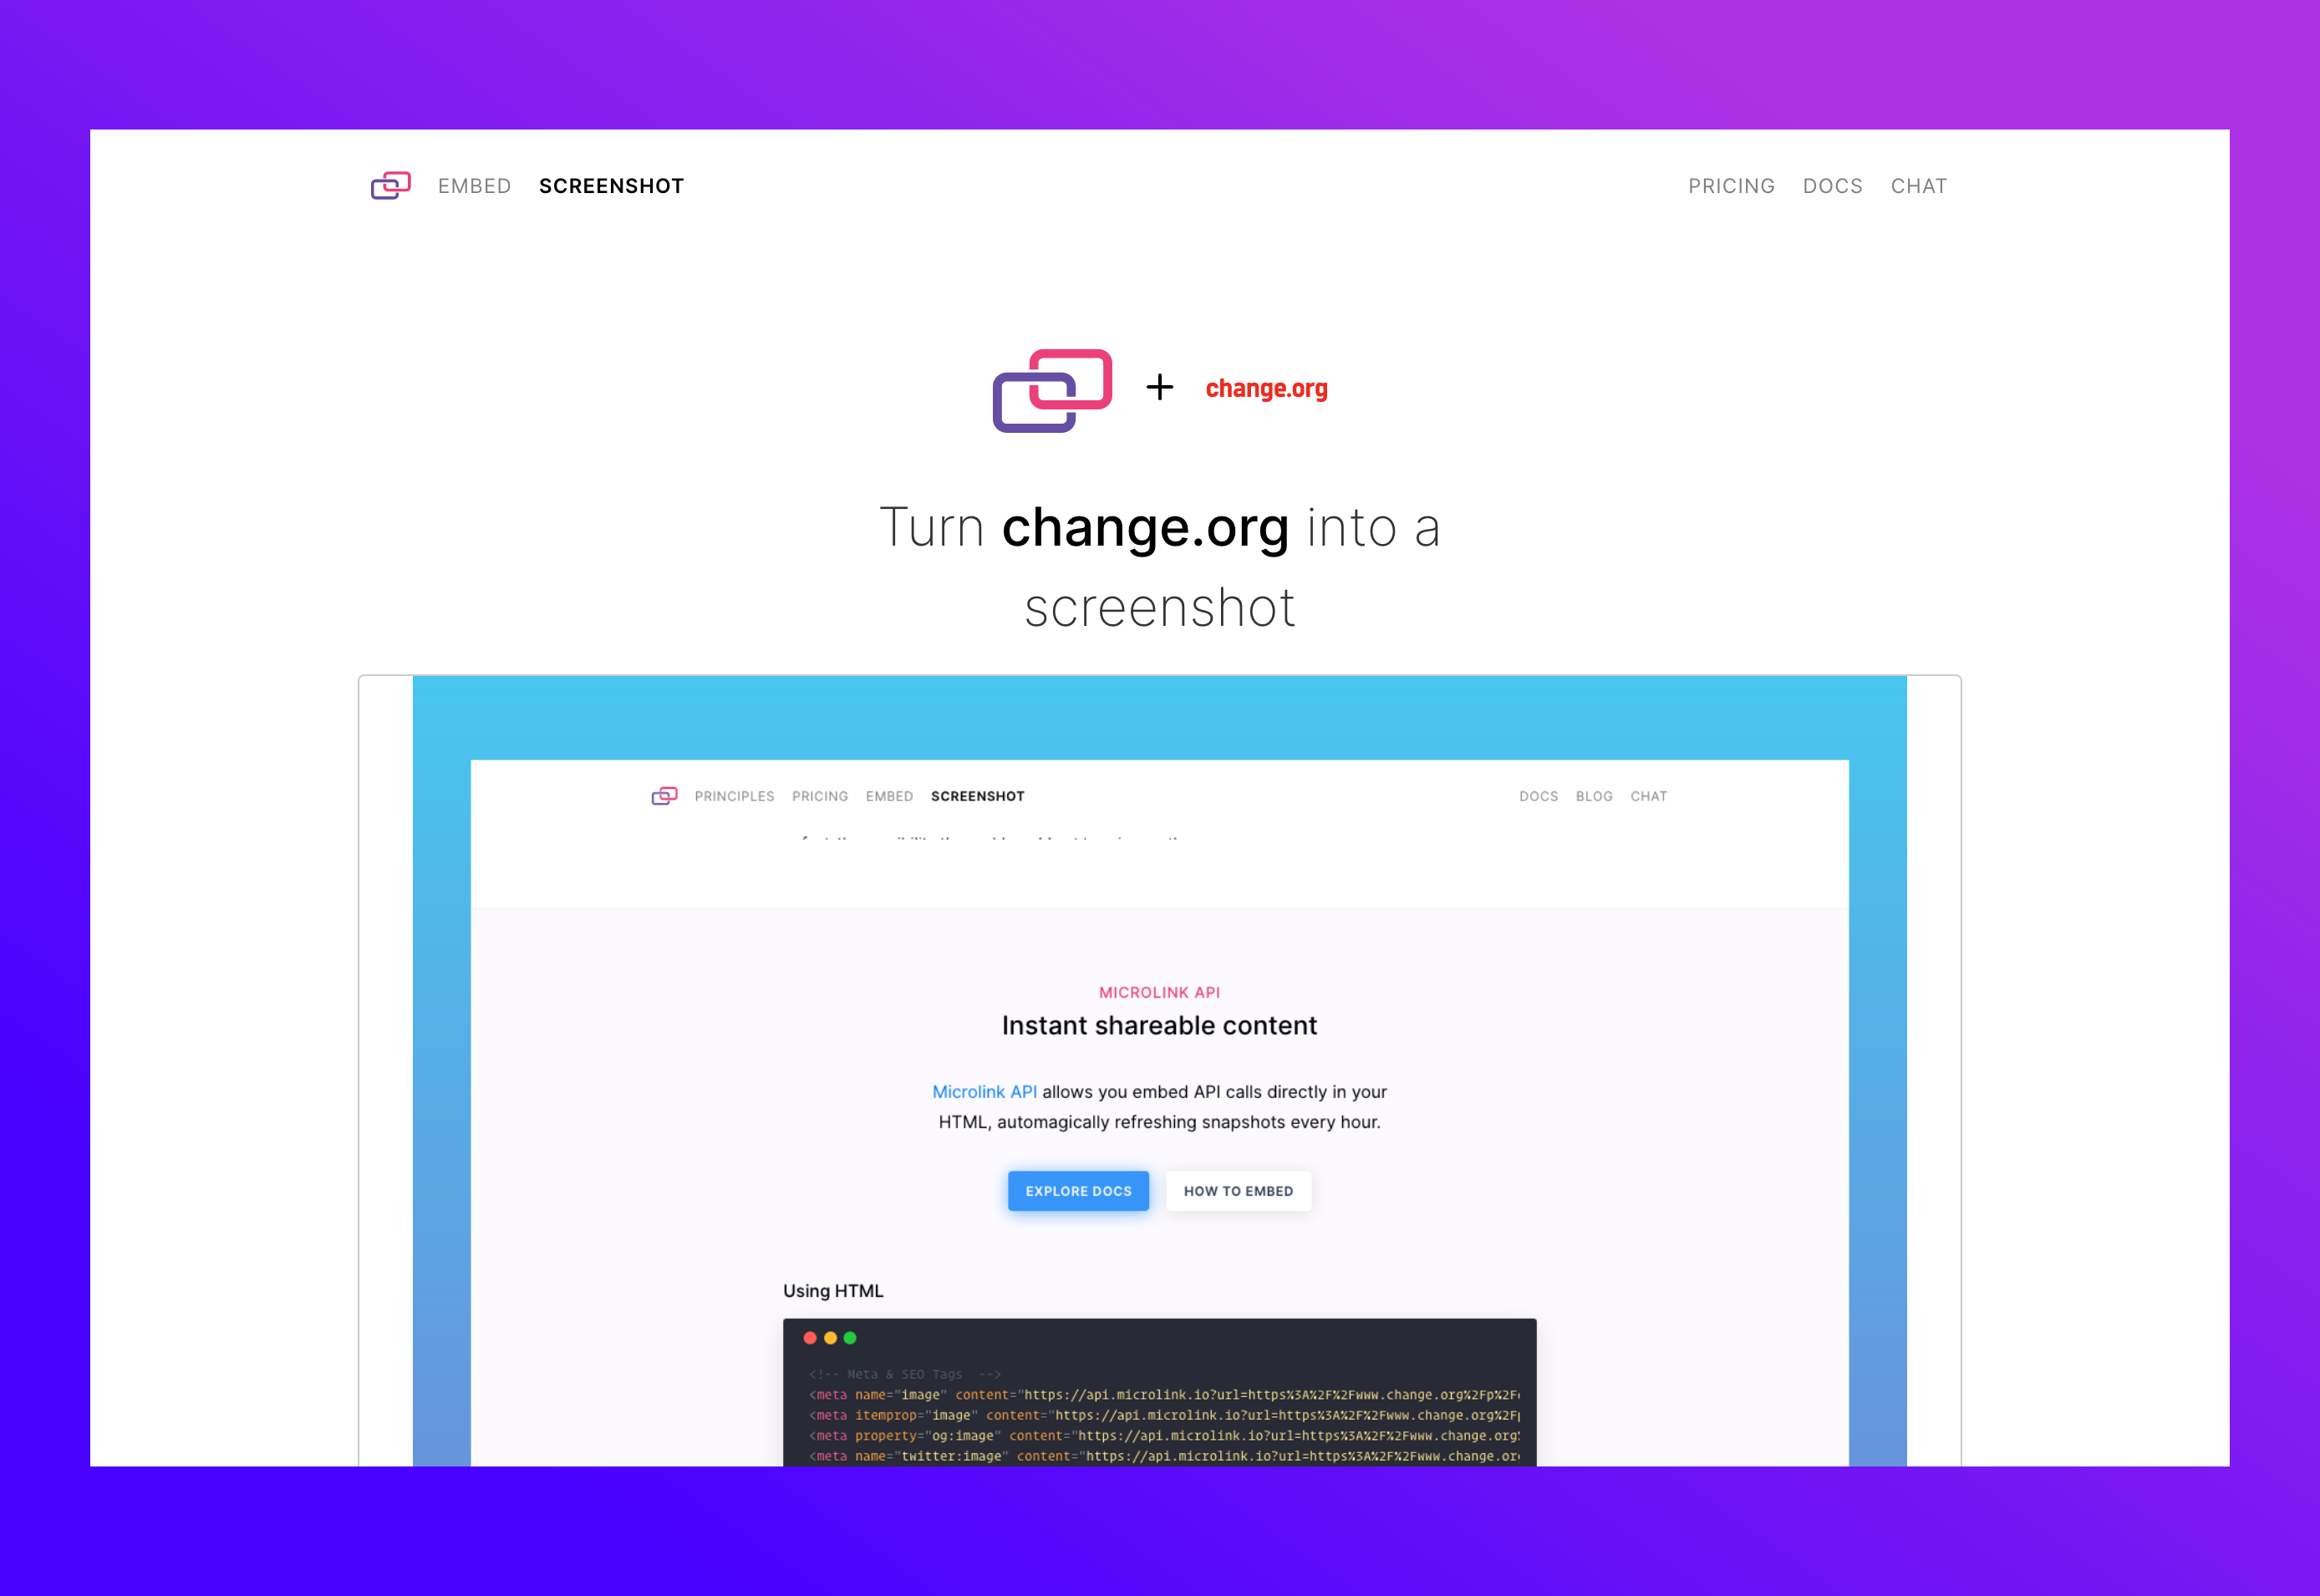 EMBED SCREENSHOT PRICING DOCS CHAT
+ change.org
Turn change.org into a
screenshot
PRINCIPLES PRICING EMBED SCREENSHOT DOCS BLOG CHAT
MICROLINK API
Instant shareable content
Microlink API allows you embed API calls directly in your
HTML, automagically refreshing snapshots every hour.
EXPLORE DOCS HOW TO EMBED
Using HTML
<!-- Meta & SEO Tags -->
<meta name="image" content="https://api.microlink.io?url=https%3A%2F%2Fwww.change.org%2Fp%2F
<meta itemprop="image" content="https://api.microlink.io?url=https%3A%2F%2Fwww.change.org%2F
<meta property="og:image" content="https://api.microlink.io?url=https%3A%2F%2Fwww.change.org
<meta name="twitter:image" content="https://api.microlink.io?url=https%3A%2F%2Fwww.change.or